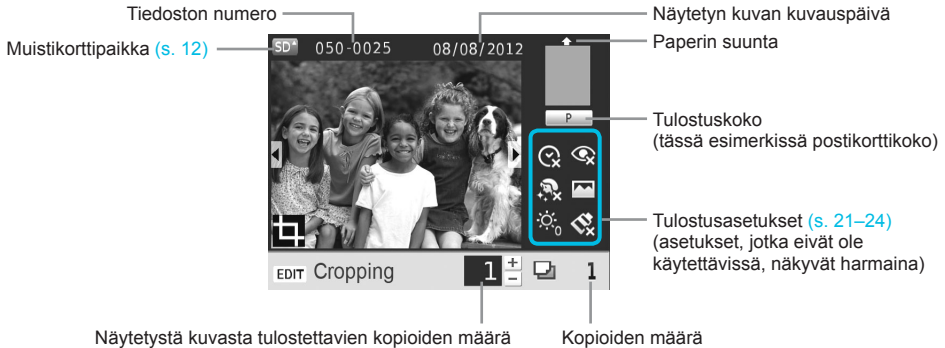 Tiedoston numero
Näytetyn kuvan kuvauspäivä
Muistikorttipaikka (s. 12)
Paperin suunta
SD*
050-0025
08/08/2012
P
Tulostuskoko
(tässä esimerkissä postikorttikoko)
Tulostusasetukset (s. 21–24)
(asetukset, jotka eivät ole
käytettävissä, näkyvät harmaina)
0
EDIT Cropping
1
+
−
1
Näytetystä kuvasta tulostettavien kopioiden määrä
Kopioiden määrä